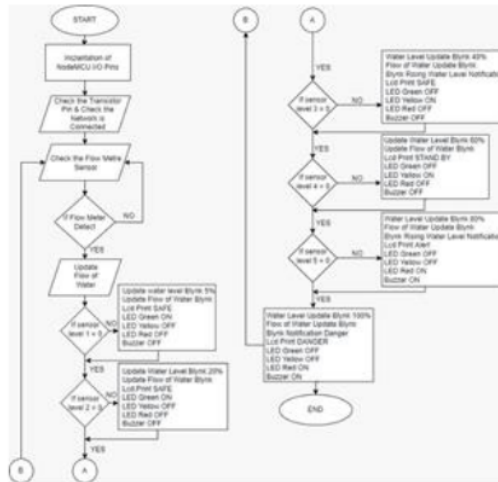 START
Initation of
NodeMCU I/O Pins
Check the Transistor
Pin & Check the
Network is
Connected
Check the Flow Metre
Sensor
If Flow Meter
Detect
NO
YES
Update
Flow of
Water
If sensor
level 1 = 0
NO
Update water level Blynk 5%
Update Flow of Water Blynk
Lcd Print SAFE
LED Green ON
LED Yellow OFF
LED Red OFF
Buzzer OFF
YES
If sensor
level 2 = 0
NO
Update Water Level Blynk 20%
Update Flow of Water Blynk
Lcd Print SAFE
LED Green ON
LED Yellow OFF
LED Red OFF
Buzzer OFF
YES
B
A
B
A
YES
If sensor
level 3 = 0
NO
Water Level Update Blynk 40%
Flow of Water Update Blynk
Blynk Rising Water Level Notification
Lcd Print SAFE
LED Green OFF
LED Yellow ON
LED Red OFF
Buzzer OFF
YES
If sensor
level 4 = 0
NO
Update Water Level Blynk 60%
Update Flow of Water Blynk
Lcd Print STAND BY
LED Green OFF
LED Yellow ON
LED Red OFF
Buzzer OFF
YES
If sensor
level 5 = 0
NO
Water Level Update Blynk 80%
Flow of Water Update Blynk
Blynk Rising Water Level Notification
Lcd Print Alert
LED Green OFF
LED Yellow OFF
LED Red ON
Buzzer ON
YES
Water Level Update Blynk 100%
Flow of Water Update Blynk
Blynk Notification Danger
Lcd Print DANGER
LED Green OFF
LED Yellow OFF
LED Red ON
Buzzer ON
END